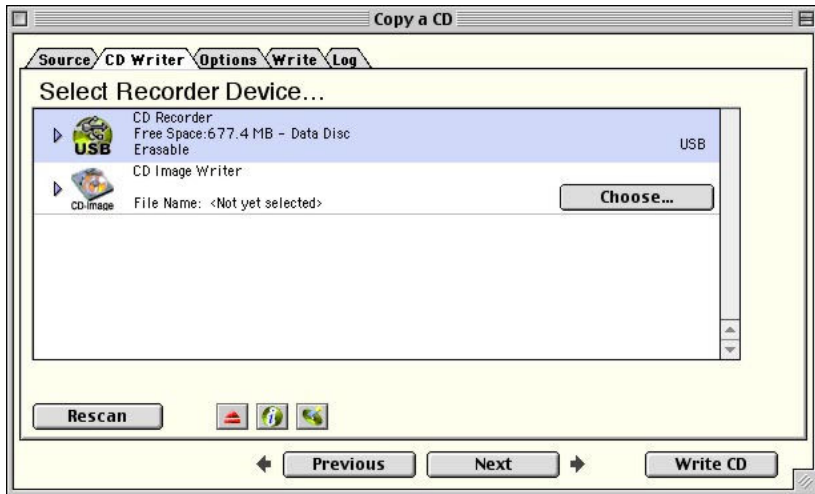 Copy a CD
Source CD Writer Options Write Log
Select Recorder Device...
CD Recorder
Free Space:677.4 MB - Data Disc
Erasable
USB
USB
CD Image Writer
File Name: <Not yet selected>
CD-Image
Choose...
Rescan
Previous
Next
Write CD